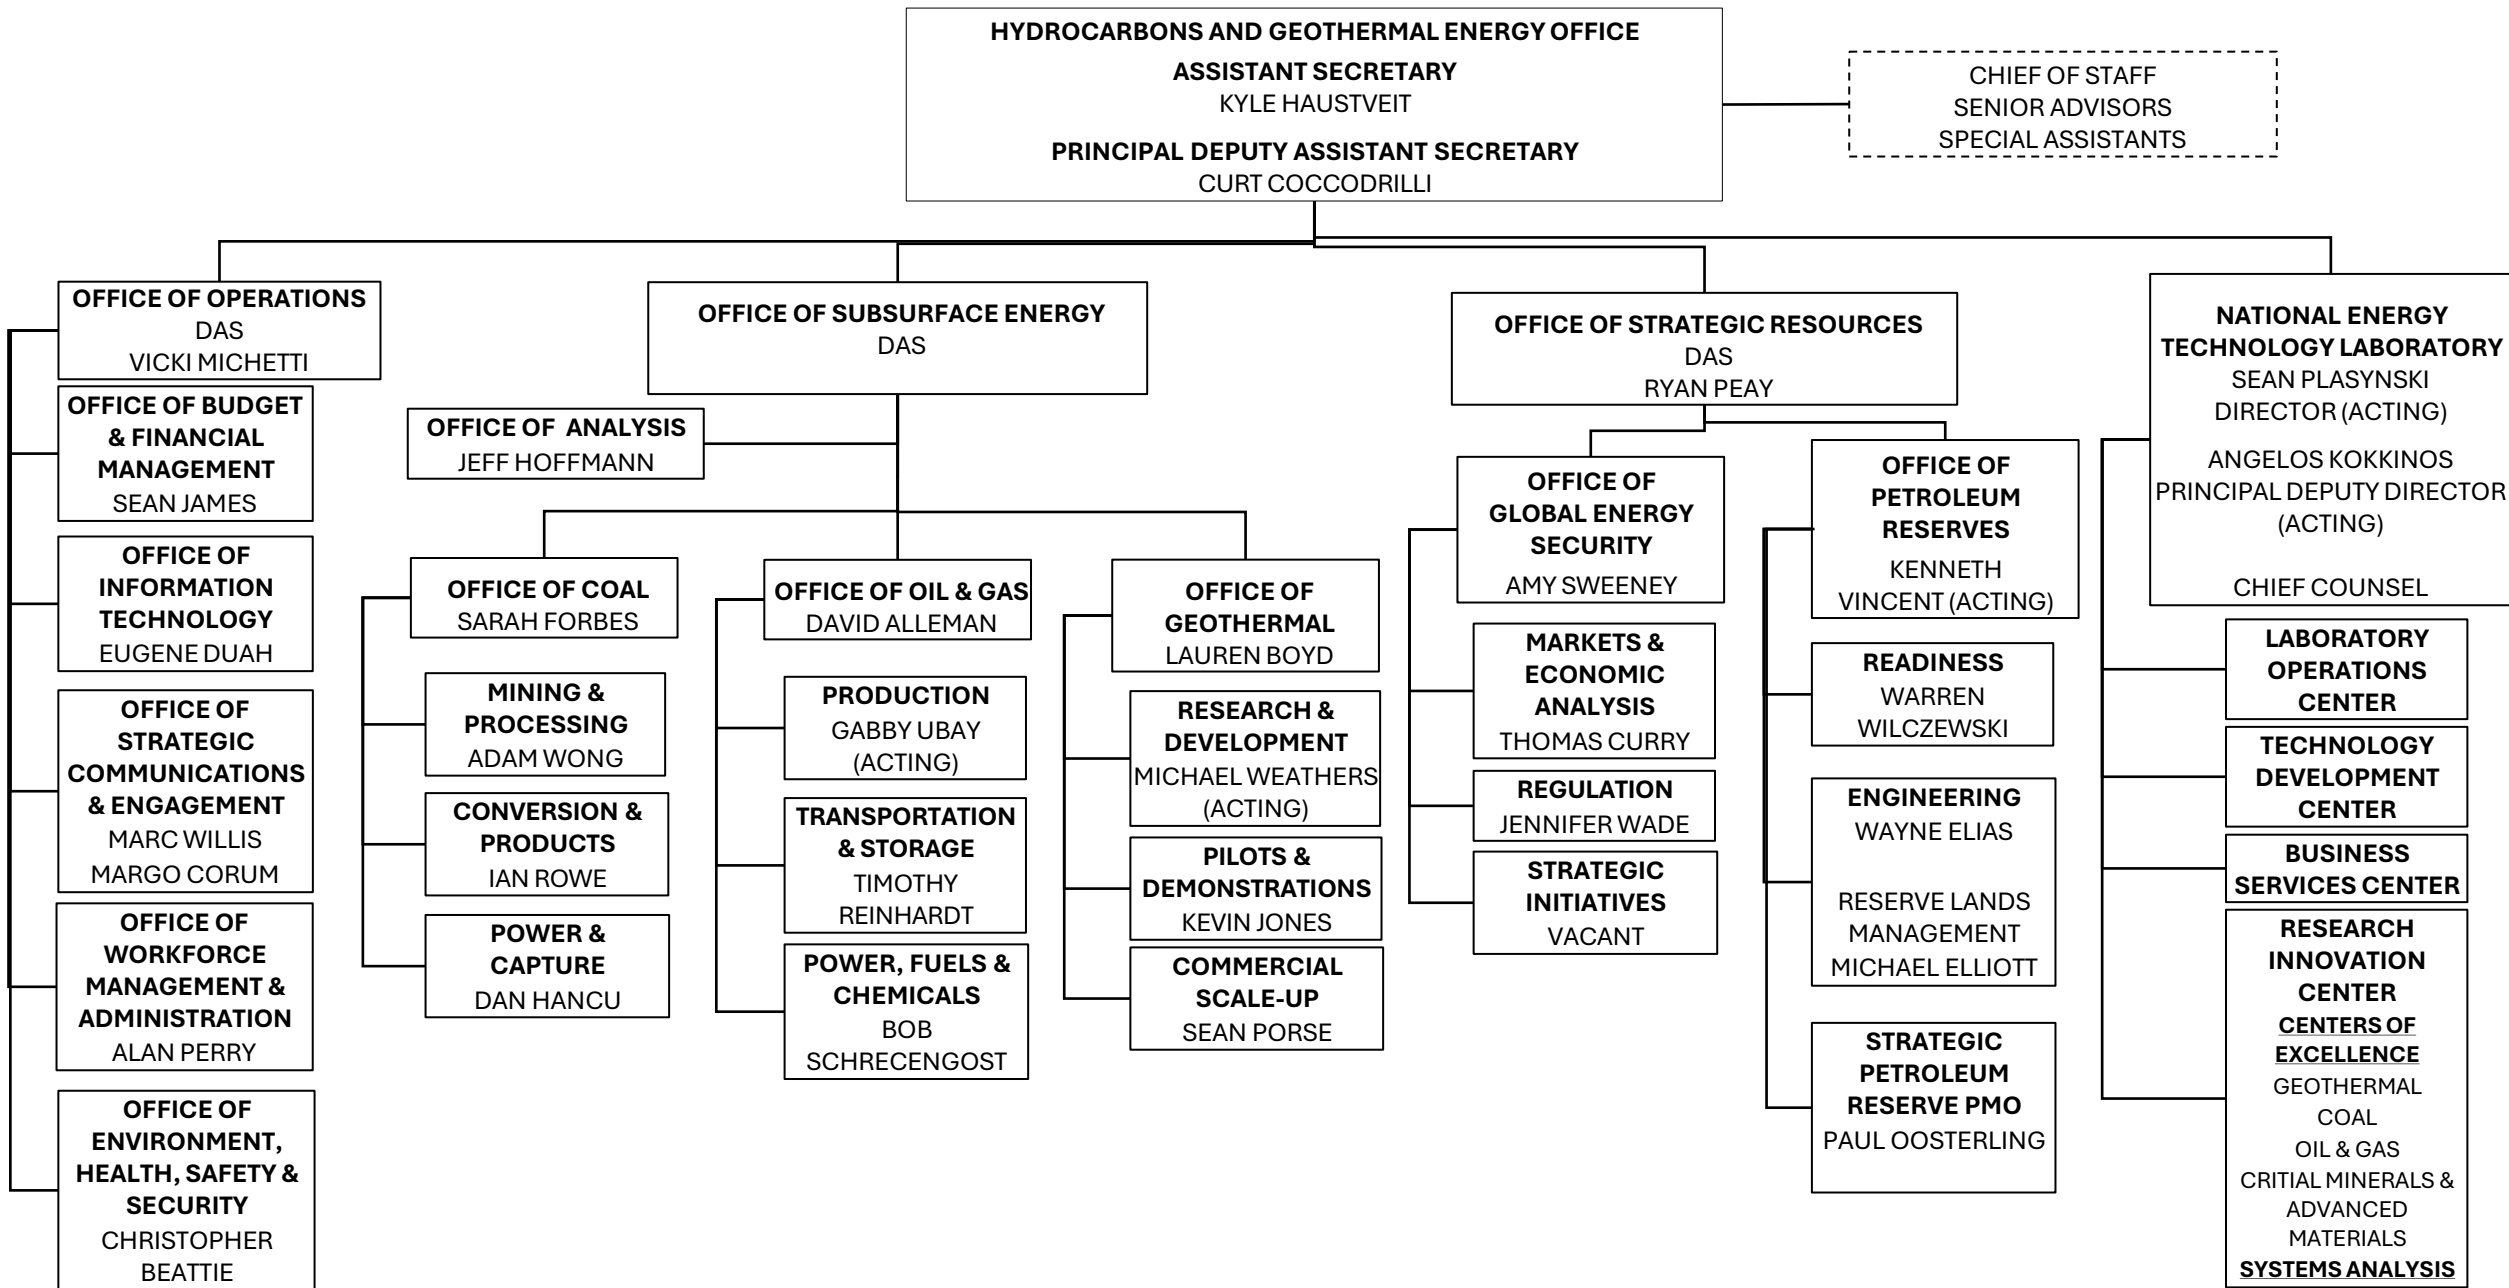 HYDROCARBONS AND GEOTHERMAL ENERGY OFFICE
ASSISTANT SECRETARY
KYLE HAUSTVEIT
PRINCIPAL DEPUTY ASSISTANT SECRETARY
CURT COCCODRILLI
CHIEF OF STAFF
SENIOR ADVISORS
SPECIAL ASSISTANTS
OFFICE OF OPERATIONS
DAS
VICKI MICHETTI
OFFICE OF BUDGET
& FINANCIAL
MANAGEMENT
SEAN JAMES
OFFICE OF
INFORMATION
TECHNOLOGY
EUGENE DUAH
OFFICE OF
STRATEGIC
COMMUNICATIONS
& ENGAGEMENT
MARC WILLIS
MARGO CORUM
OFFICE OF
WORKFORCE
MANAGEMENT &
ADMINISTRATION
ALAN PERRY
OFFICE OF
ENVIRONMENT,
HEALTH, SAFETY &
SECURITY
CHRISTOPHER
BEATTIE
OFFICE OF SUBSURFACE ENERGY
DAS
OFFICE OF ANALYSIS
JEFF HOFFMANN
OFFICE OF COAL
SARAH FORBES
MINING &
PROCESSING
ADAM WONG
CONVERSION &
PRODUCTS
IAN ROWE
POWER &
CAPTURE
DAN HANCU
OFFICE OF OIL & GAS
DAVID ALLEMAN
PRODUCTION
GABBY UBAY
(ACTING)
TRANSPORTATION
& STORAGE
TIMOTHY
REINHARDT
POWER, FUELS &
CHEMICALS
BOB
SCHRECENGOST
OFFICE OF
GEOTHERMAL
LAUREN BOYD
RESEARCH &
DEVELOPMENT
MICHAEL WEATHERS
(ACTING)
PILOTS &
DEMONSTRATIONS
KEVIN JONES
COMMERCIAL
SCALE-UP
SEAN PORSE
OFFICE OF STRATEGIC RESOURCES
DAS
RYAN PEAY
OFFICE OF
GLOBAL ENERGY
SECURITY
AMY SWEENEY
MARKETS &
ECONOMIC
ANALYSIS
THOMAS CURRY
REGULATION
JENNIFER WADE
STRATEGIC
INITIATIVES
VACANT
OFFICE OF
PETROLEUM
RESERVES
KENNETH
VINCENT (ACTING)
READINESS
WARREN
WILCZEWSKI
ENGINEERING
WAYNE ELIAS
RESERVE LANDS
MANAGEMENT
MICHAEL ELLIOTT
STRATEGIC
PETROLEUM
RESERVE PMO
PAUL OOSTERLING
NATIONAL ENERGY
TECHNOLOGY LABORATORY
SEAN PLASYNSKI
DIRECTOR (ACTING)
ANGELOS KOKKINOS
PRINCIPAL DEPUTY DIRECTOR
(ACTING)
CHIEF COUNSEL
LABORATORY
OPERATIONS
CENTER
TECHNOLOGY
DEVELOPMENT
CENTER
BUSINESS
SERVICES CENTER
RESEARCH
INNOVATION
CENTER
CENTERS OF
EXCELLENCE
GEOTHERMAL
COAL
OIL & GAS
CRITIAL MINERALS &
ADVANCED
MATERIALS
SYSTEMS ANALYSIS